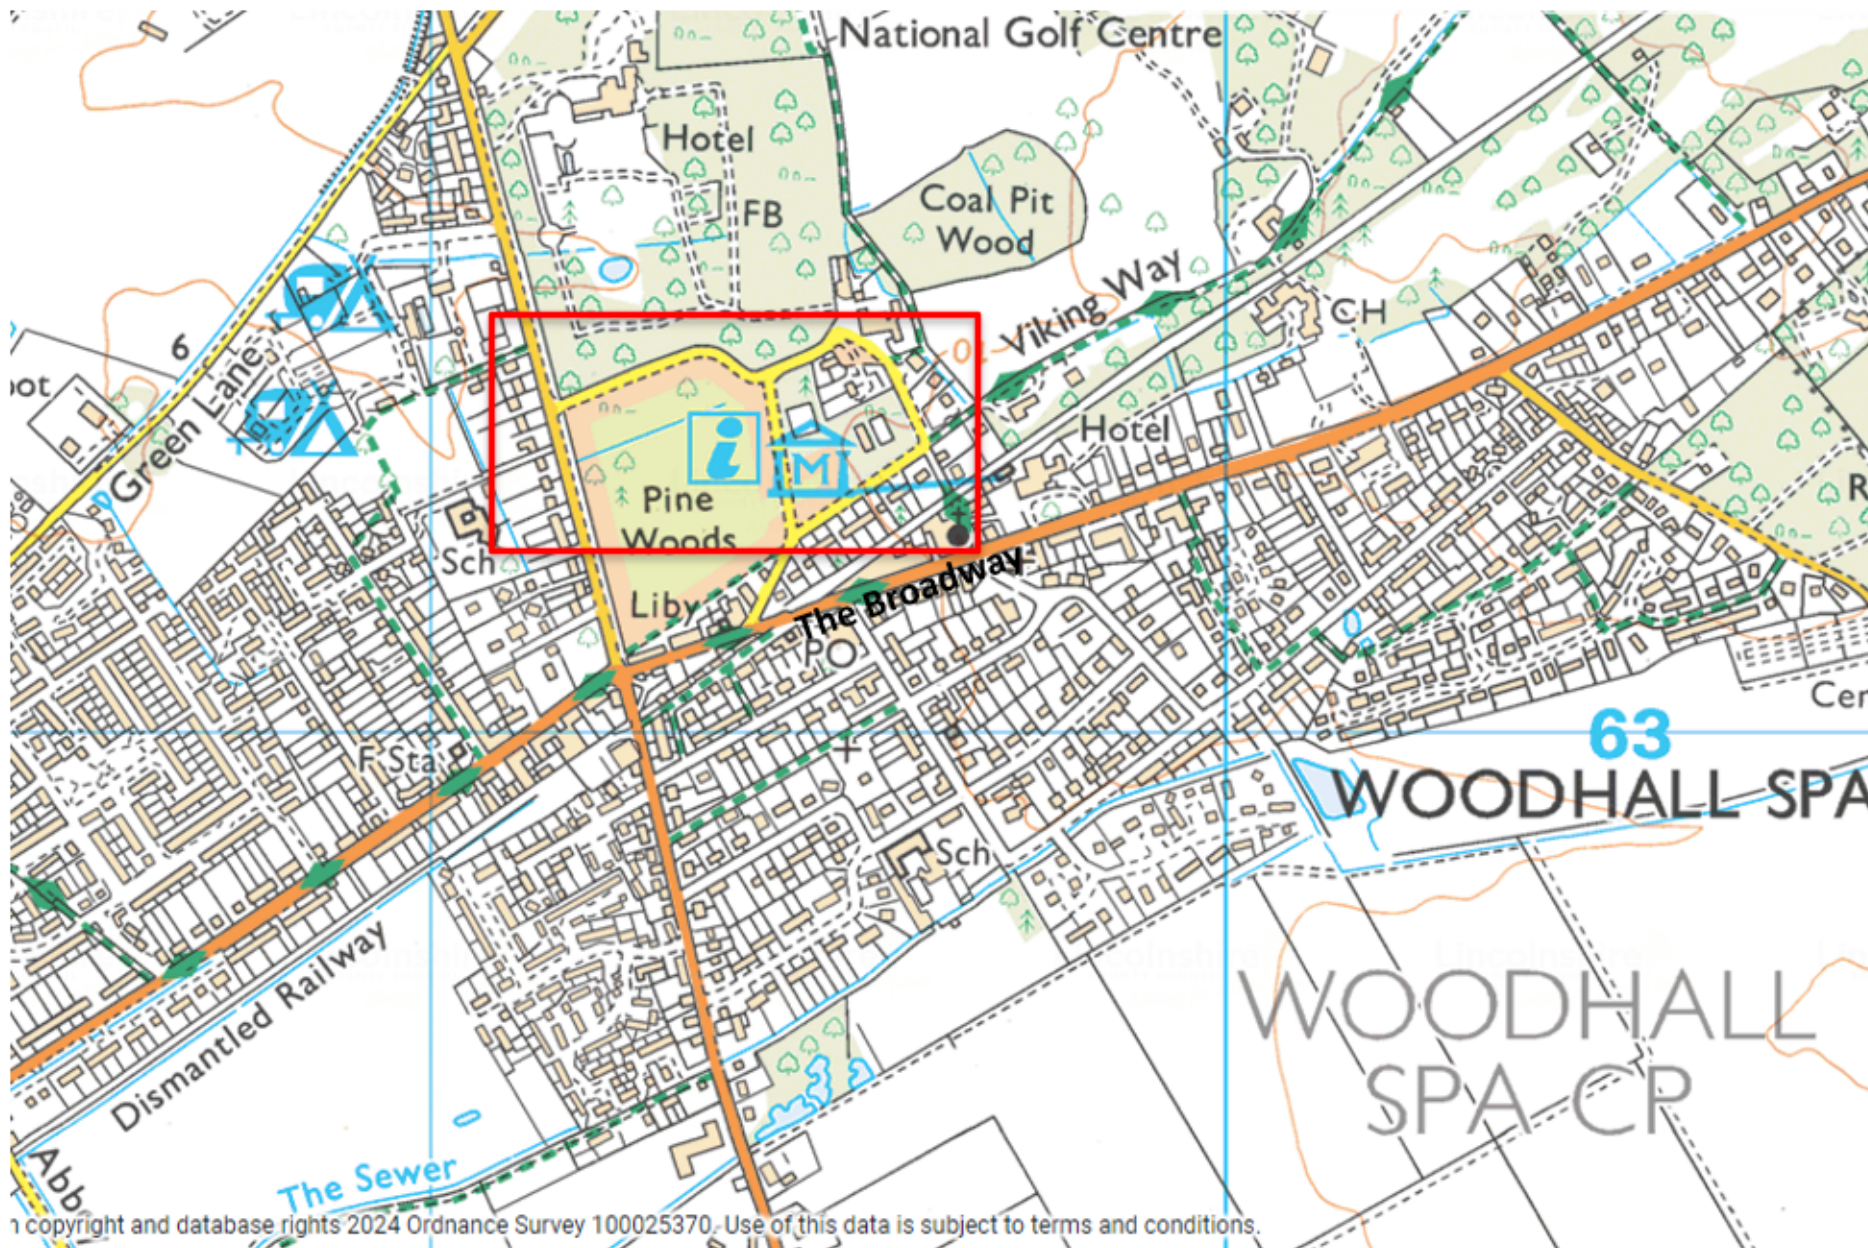 National Golf Centre
Hotel
FB
Coal Pit
Wood
Viking Way
CH
6
Green Lane
10
Hotel
i
M
Pine
Woods
Sch
Liby
The Broadway
PO
F Sta
63
WOODHALL SPA
Sch
Dismantled Railway
WOODHALL
SPA CP
The Sewer
copyright and database rights 2024 Ordnance Survey 100025370. Use of this data is subject to terms and conditions.